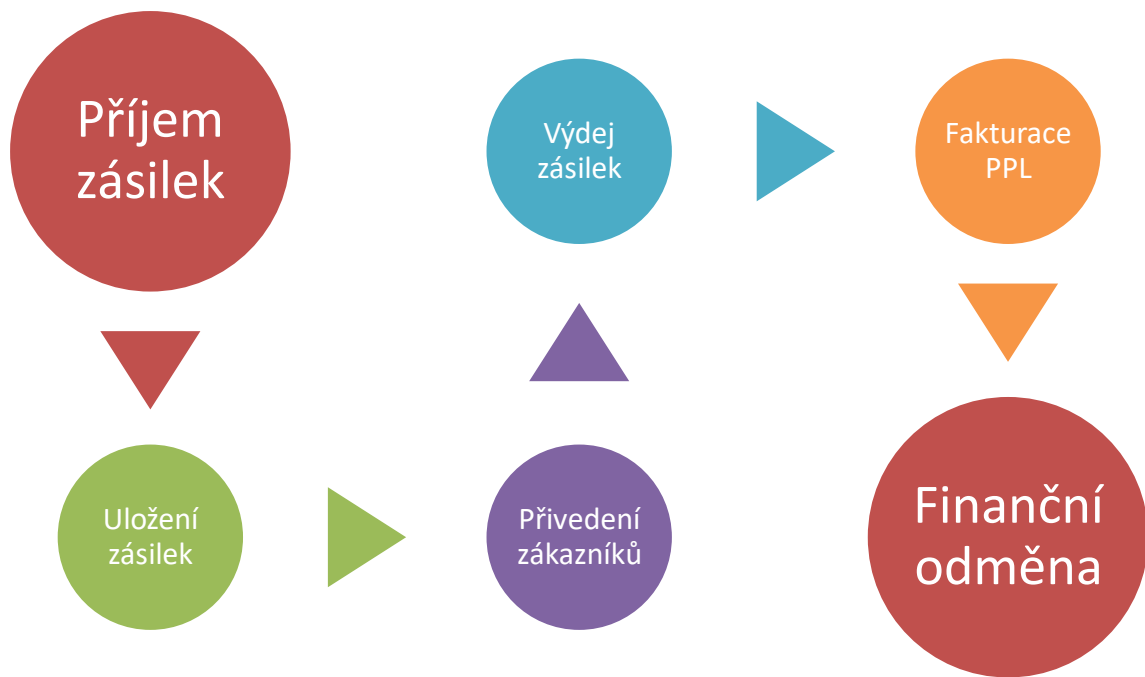 Příjem
zásilek
Uložení
zásilek
Přivedení
zákazníků
Výdej
zásilek
Fakturace
PPL
Finanční
odměna